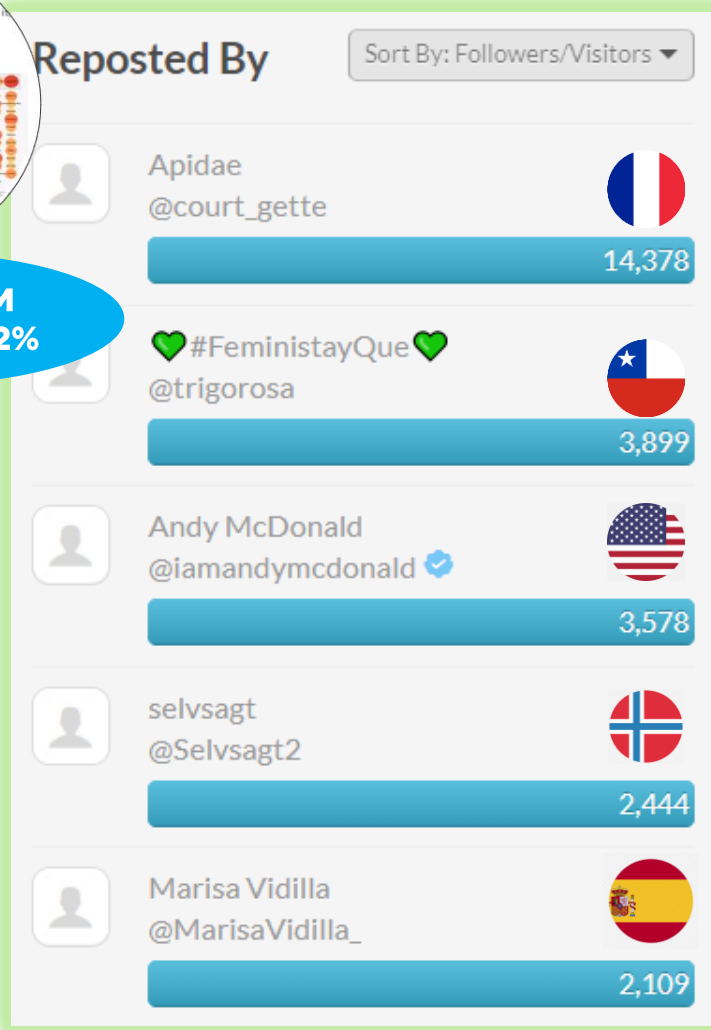 Reposted By
Sort By: Followers/Visitors
Apidae
@court_gette
14,378
M
2%
💚#FeministayQue💚
@trigorosa
3,899
Andy McDonald
@iamandymcdonald
3,578
selvsagt
@Selvsagt2
2,444
Marisa Vidilla
@MarisaVidilla_
2,109